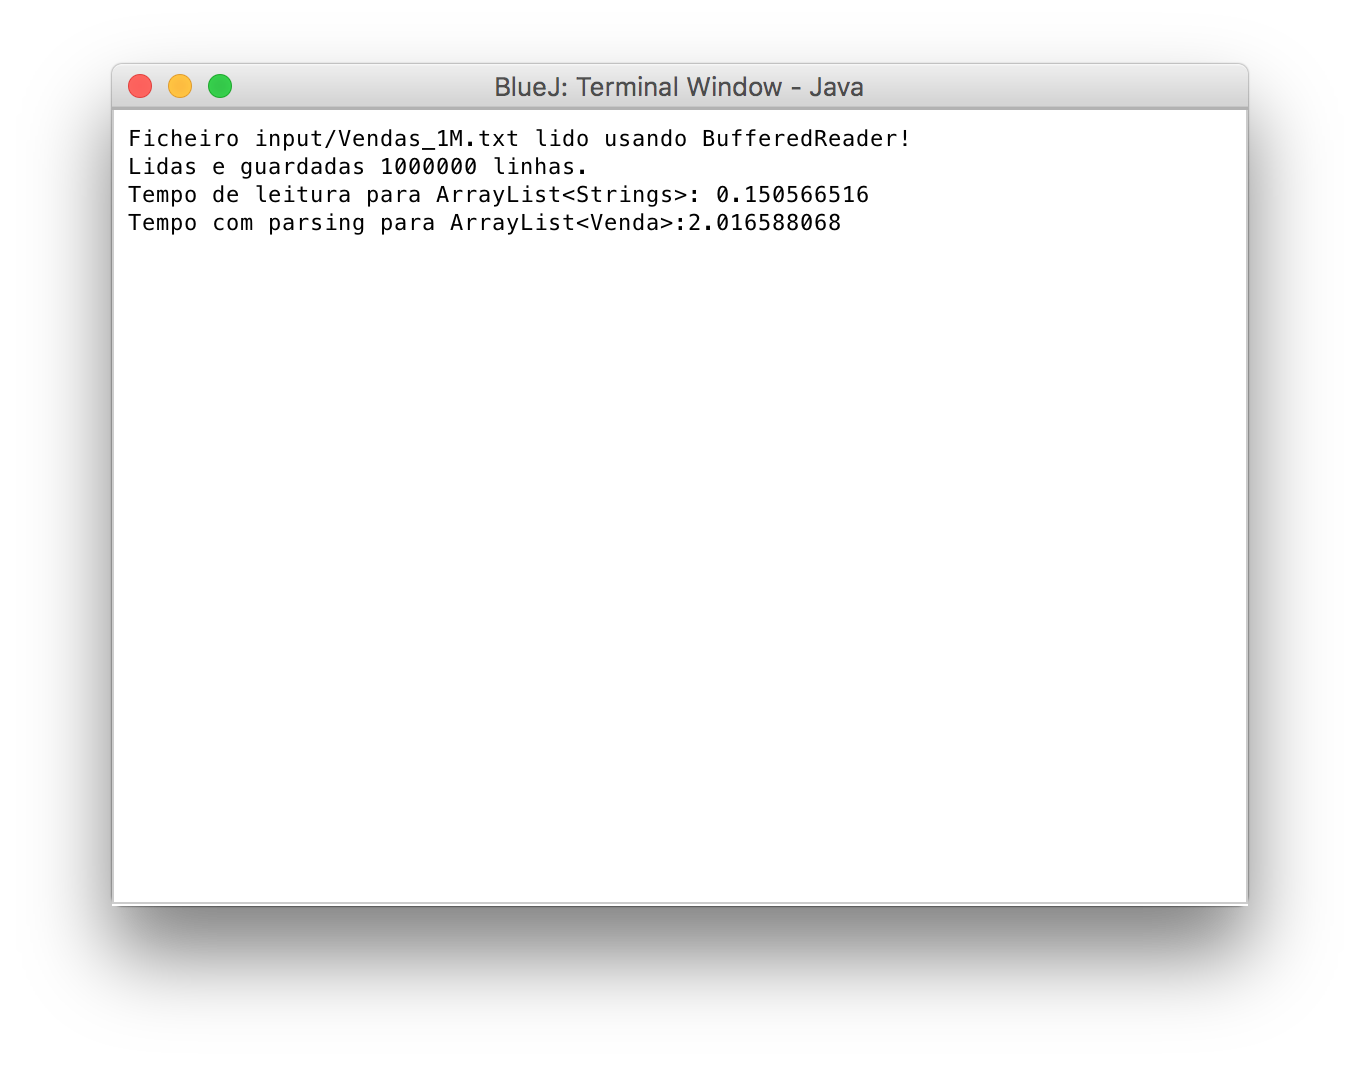 BlueJ: Terminal Window - Java
Ficheiro input/Vendas_1M.txt lido usando BufferedReader!
Lidas e guardadas 1000000 linhas.
Tempo de leitura para ArrayList<Strings>: 0.150566516
Tempo com parsing para ArrayList<Venda>:2.016588068